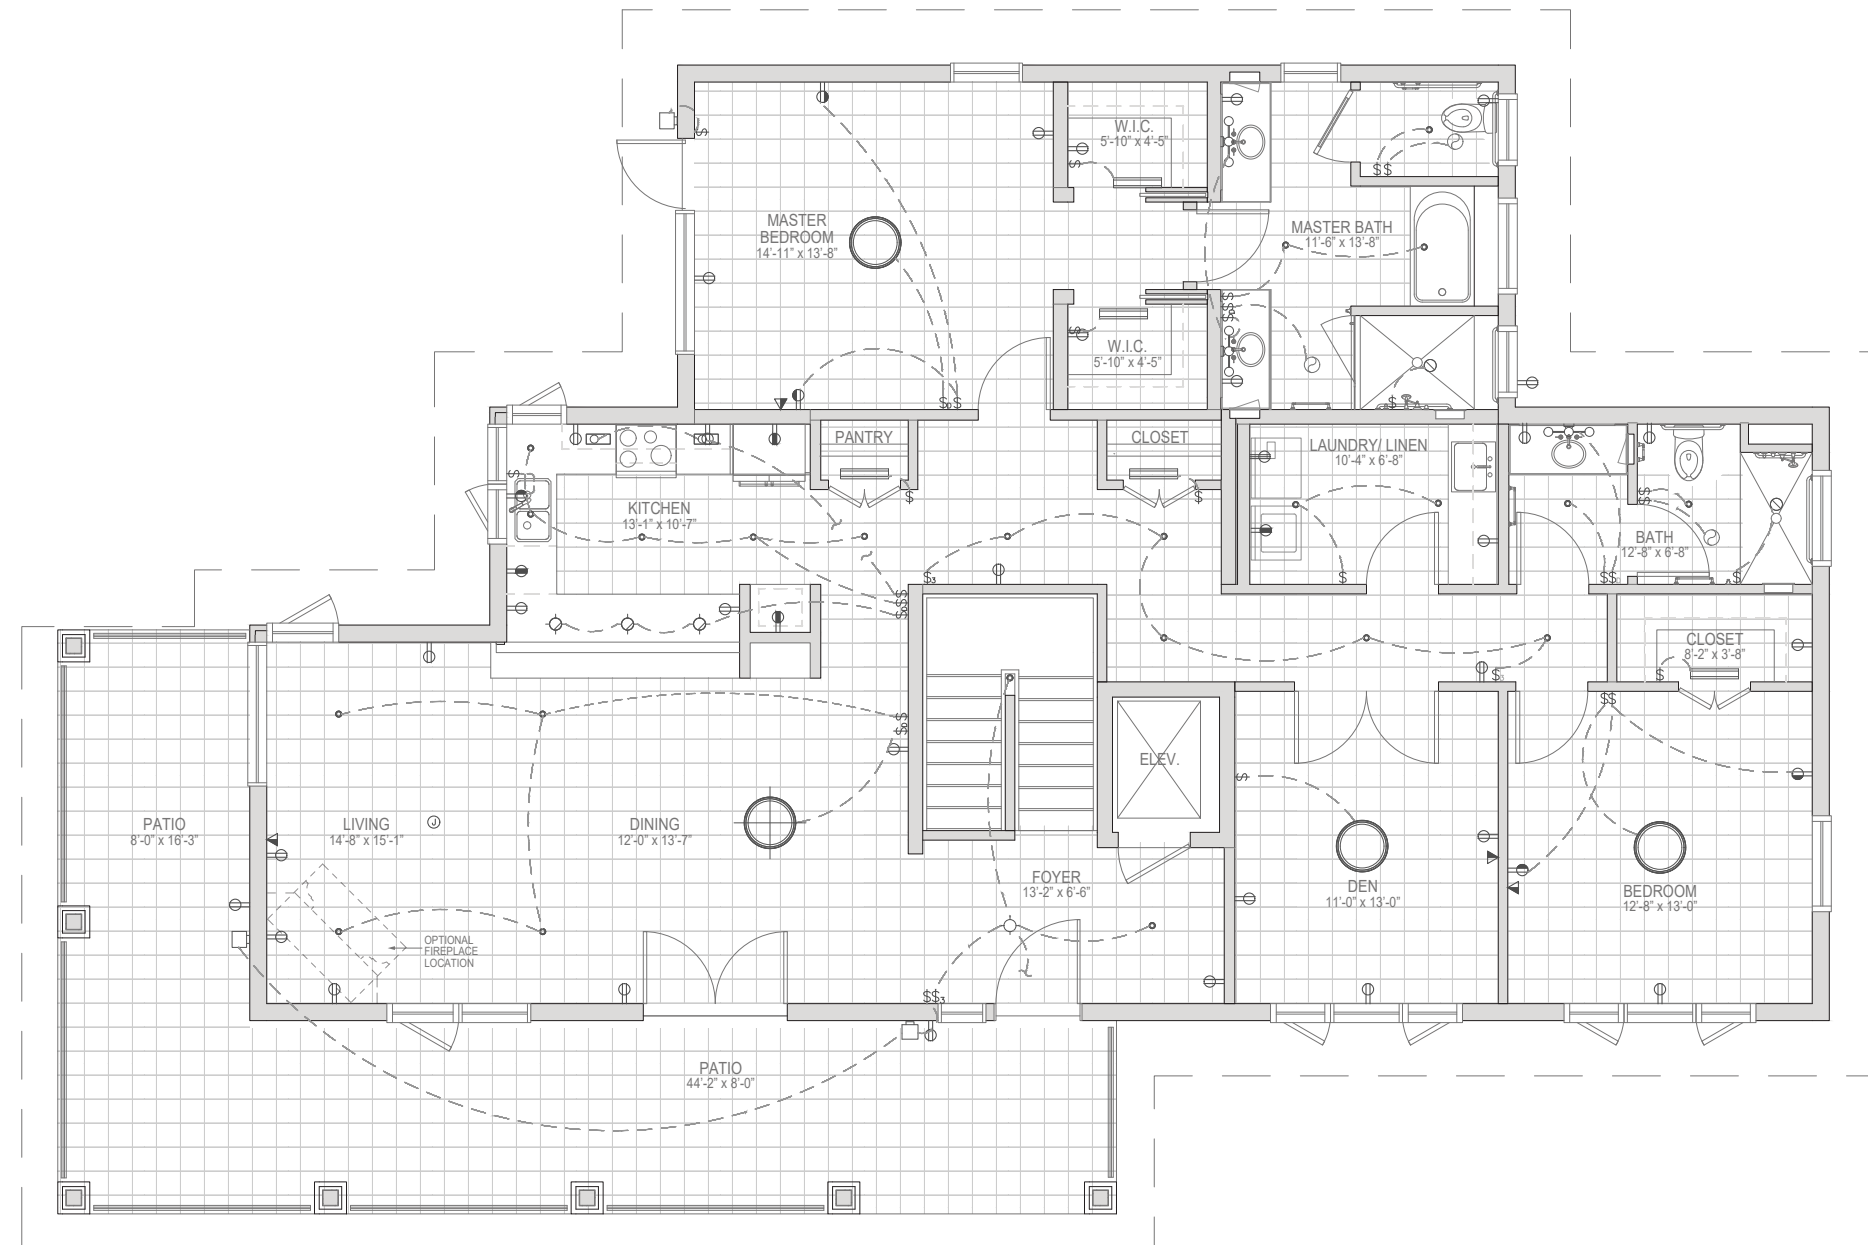 W.I.C.
5'-10" x 4'-5"
MASTER
BEDROOM
14'-11" x 13'-8"
MASTER BATH
11'-6" x 13'-8"
W.I.C.
5'-10" x 4'-5"
PANTRY
CLOSET
LAUNDRY/ LINEN
10'-4" x 6'-8"
KITCHEN
13'-1" x 10'-7"
BATH
12'-8" x 6'-8"
CLOSET
8'-2" x 3'-8"
ELEV.
PATIO
8'-0" x 16'-3"
LIVING
14'-8" x 15'-1"
J
DINING
12'-0" x 13'-7"
FOYER
13'-2" x 6'-6"
DEN
11'-0" x 13'-0"
BEDROOM
12'-8" x 13'-0"
OPTIONAL
FIREPLACE
LOCATION
PATIO
44'-2" x 8'-0"